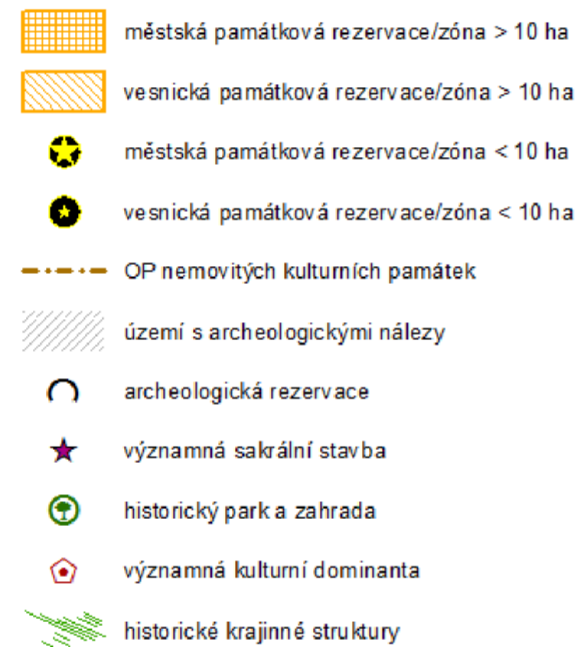 městská památková rezervace/zóna > 10 ha
vesnická památková rezervace/zóna > 10 ha
městská památková rezervace/zóna < 10 ha
vesnická památková rezervace/zóna < 10 ha
OP nemovitých kulturních památek
území s archeologickými nálezy
archeologická rezervace
významná sakrální stavba
historický park a zahrada
významná kulturní dominanta
historické krajinné struktury